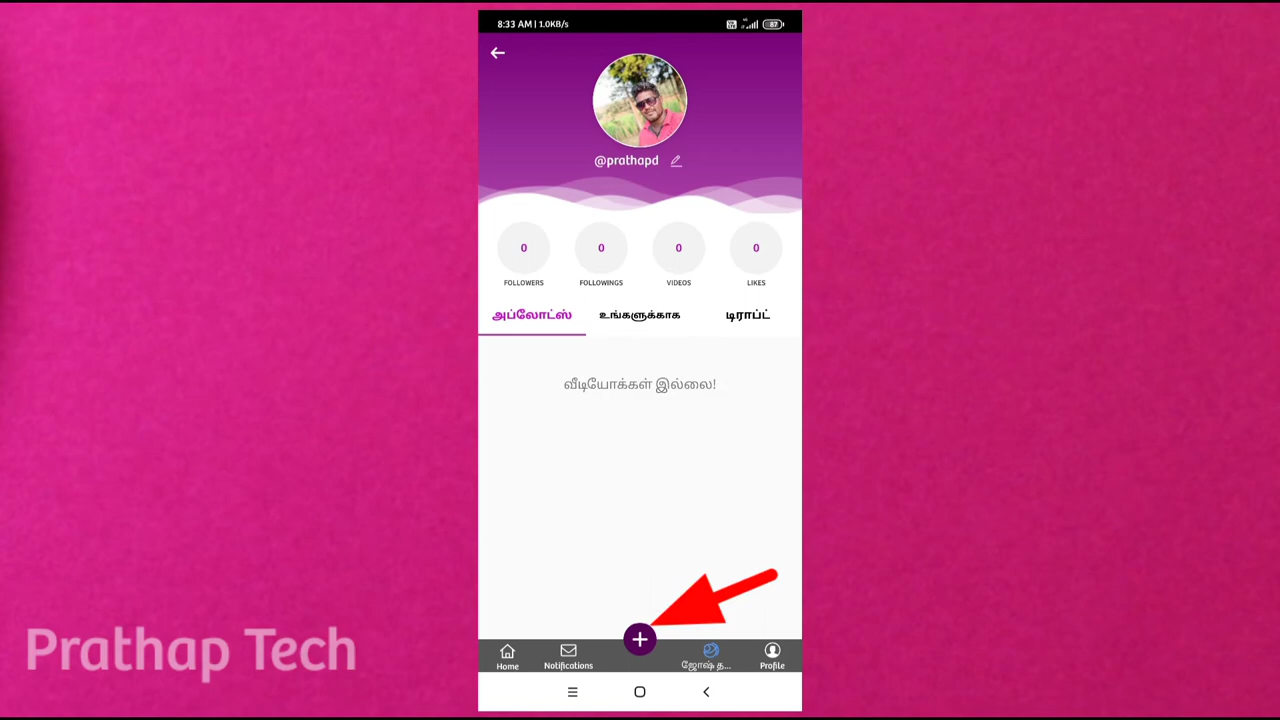 8:33 AM | 1.0KB/s
87
@prathapd
0 0 0 0
FOLLOWERS FOLLOWINGS VIDEOS LIKES
அப்லோட்ஸ் உங்களுக்காக டிராப்ட்
வீடியோக்கள் இல்லை!
Prathap Tech
Home Notifications ஜோஷ் த... Profile